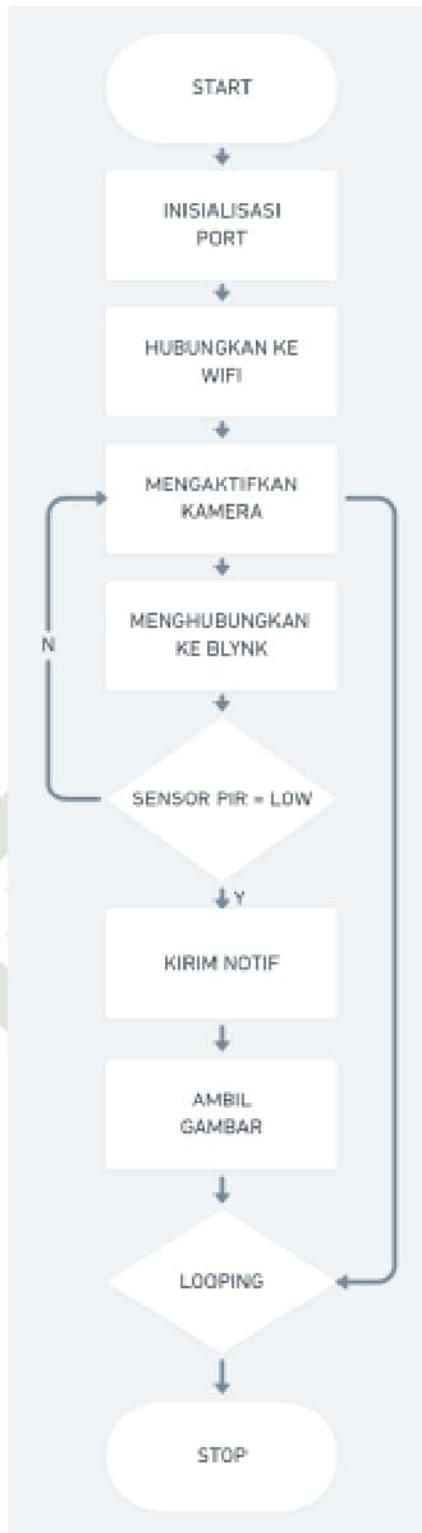 START
INISIALISASI
PORT
HUBUNGKAN KE
WIFI
MENGAKTIFKAN
KAMERA
MENGHUBUNGKAN
KE BLYNK
N
SENSOR PIR = LOW
Y
KIRIM NOTIF
AMBIL
GAMBAR
LOOPING
STOP